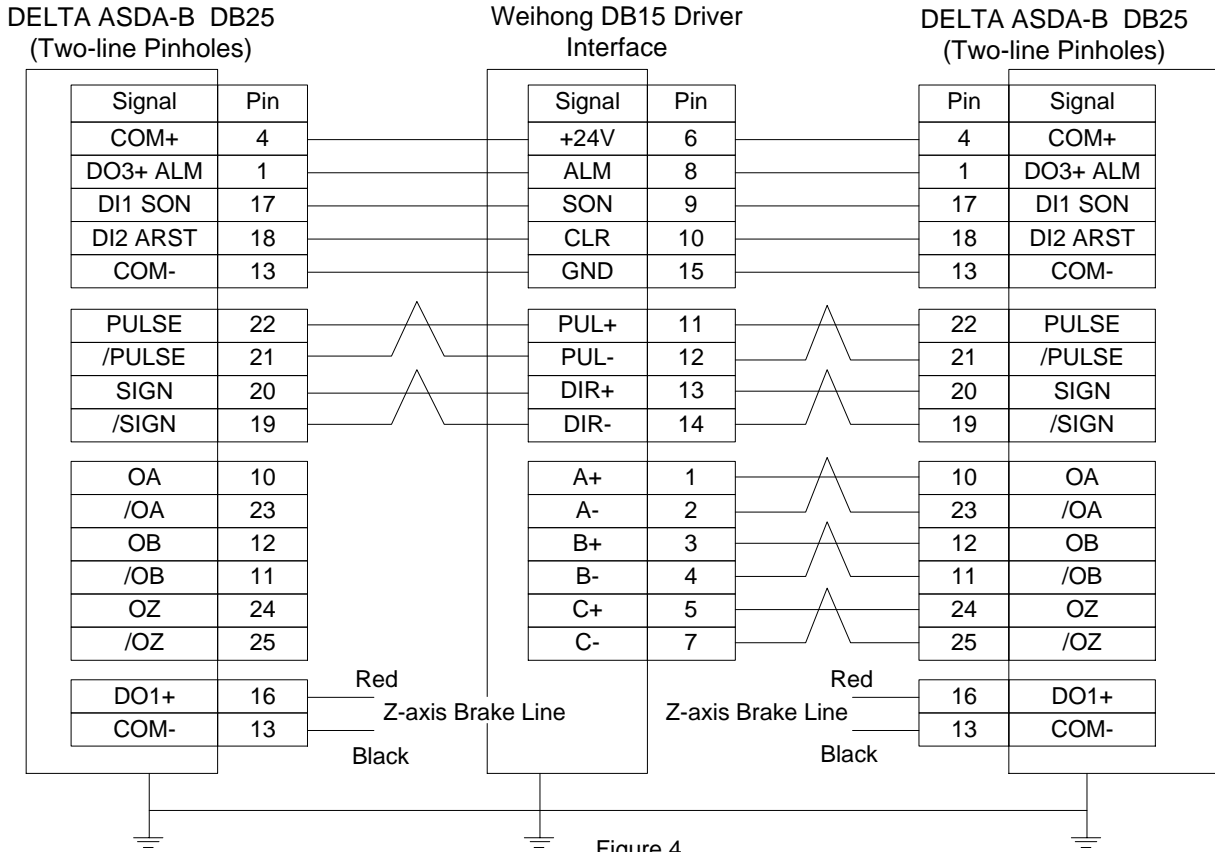 DELTA ASDA-B DB25
(Two-line Pinholes)
Weihong DB15 Driver
Interface
DELTA ASDA-B DB25
(Two-line Pinholes)
Signal Pin Signal Pin Pin Signal
COM+ 4 +24V 6 4 COM+
DO3+ ALM 1 ALM 8 1 DO3+ ALM
DI1 SON 17 SON 9 17 DI1 SON
DI2 ARST 18 CLR 10 18 DI2 ARST
COM- 13 GND 15 13 COM-
PULSE 22 PUL+ 11 22 PULSE
/PULSE 21 PUL- 12 21 /PULSE
SIGN 20 DIR+ 13 20 SIGN
/SIGN 19 DIR- 14 19 /SIGN
OA 10 A+ 1 10 OA
/OA 23 A- 2 23 /OA
OB 12 B+ 3 12 OB
/OB 11 B- 4 11 /OB
OZ 24 C+ 5 24 OZ
/OZ 25 C- 7 25 /OZ
Red Red
DO1+ 16 16 DO1+
Z-axis Brake Line Z-axis Brake Line
COM- 13 13 COM-
Black Black
Figure 4